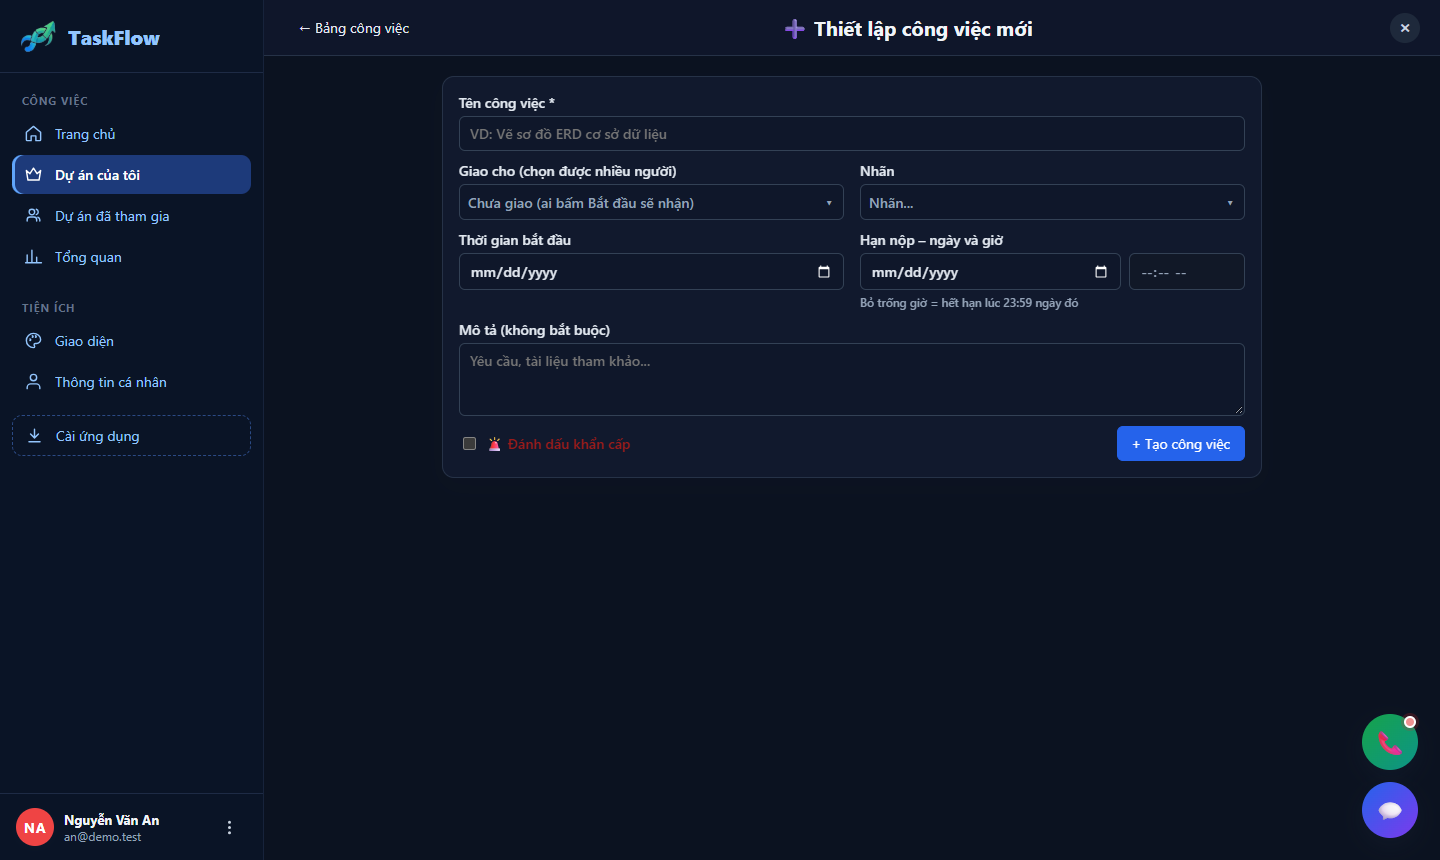 TaskFlow
CÔNG VIỆC
Trang chủ
Dự án của tôi
Dự án đã tham gia
Tổng quan
TIỆN ÍCH
Giao diện
Thông tin cá nhân
Cài ứng dụng
NA
Nguyễn Văn An
an@demo.test
← Bảng công việc
Thiết lập công việc mới
Tên công việc *
VD: Vẽ sơ đồ ERD cơ sở dữ liệu
Giao cho (chọn được nhiều người)
Nhãn
Chưa giao (ai bấm Bắt đầu sẽ nhận)
Nhãn...
Thời gian bắt đầu
Hạn nộp – ngày và giờ
mm/dd/yyyy
mm/dd/yyyy
--:-- --
Bỏ trống giờ = hết hạn lúc 23:59 ngày đó
Mô tả (không bắt buộc)
Yêu cầu, tài liệu tham khảo...
Đánh dấu khẩn cấp
+ Tạo công việc